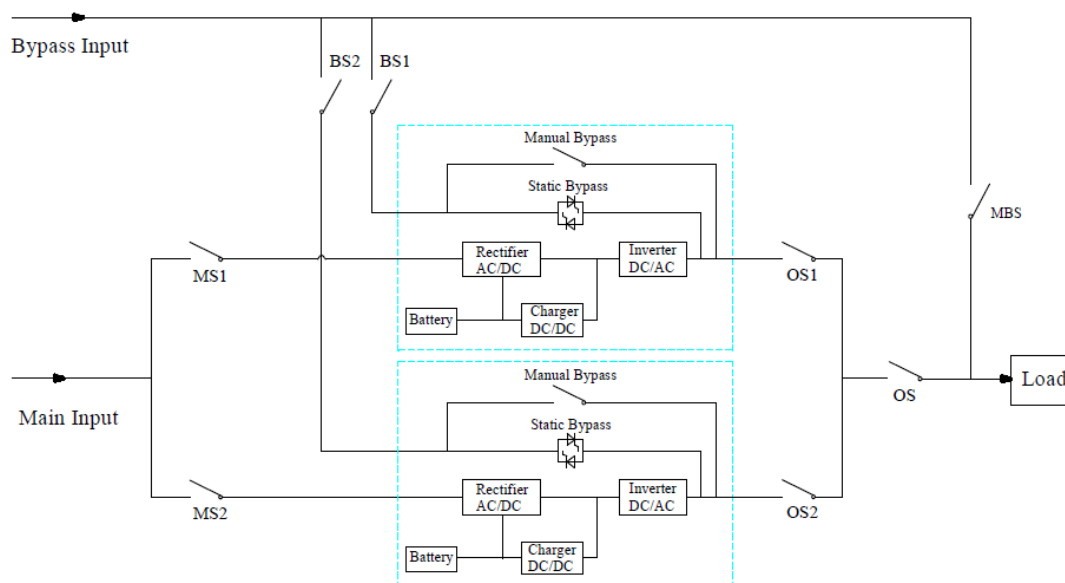 Bypass Input
BS2
BS1
Manual Bypass
Static Bypass
MBS
Rectifier
AC/DC
Inverter
DC/AC
MS1
OS1
Battery
Charger
DC/DC
Main Input
Manual Bypass
OS
Load
Static Bypass
Rectifier
AC/DC
Inverter
DC/AC
MS2
OS2
Battery
Charger
DC/DC